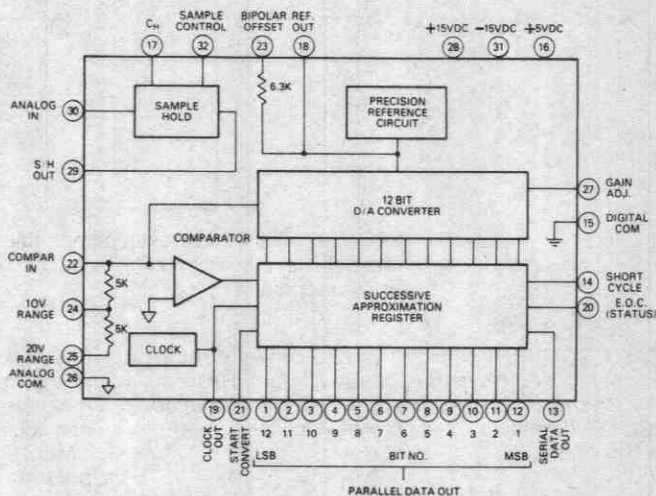 SAMPLE CONTROL
BIPOLAR OFFSET
REF. OUT
CH
+15VDC
−15VDC
+5VDC
17
32
23
18
28
31
16
6.3K
ANALOG IN
30
SAMPLE HOLD
PRECISION REFERENCE CIRCUIT
S/H OUT
29
12 BIT D/A CONVERTER
27
GAIN ADJ.
15
DIGITAL COM
COMPARATOR
COMPAR IN
22
5K
10V RANGE
24
5K
20V RANGE
25
ANALOG COM.
26
CLOCK
SUCCESSIVE APPROXIMATION REGISTER
14
SHORT CYCLE
20
E.O.C. (STATUS)
19
21
1
2
3
4
5
6
7
8
9
10
11
12
13
CLOCK OUT
START CONVERT
12
11
10
9
8
7
6
5
4
3
2
1
SERIAL DATA OUT
LSB
BIT NO.
MSB
PARALLEL DATA OUT